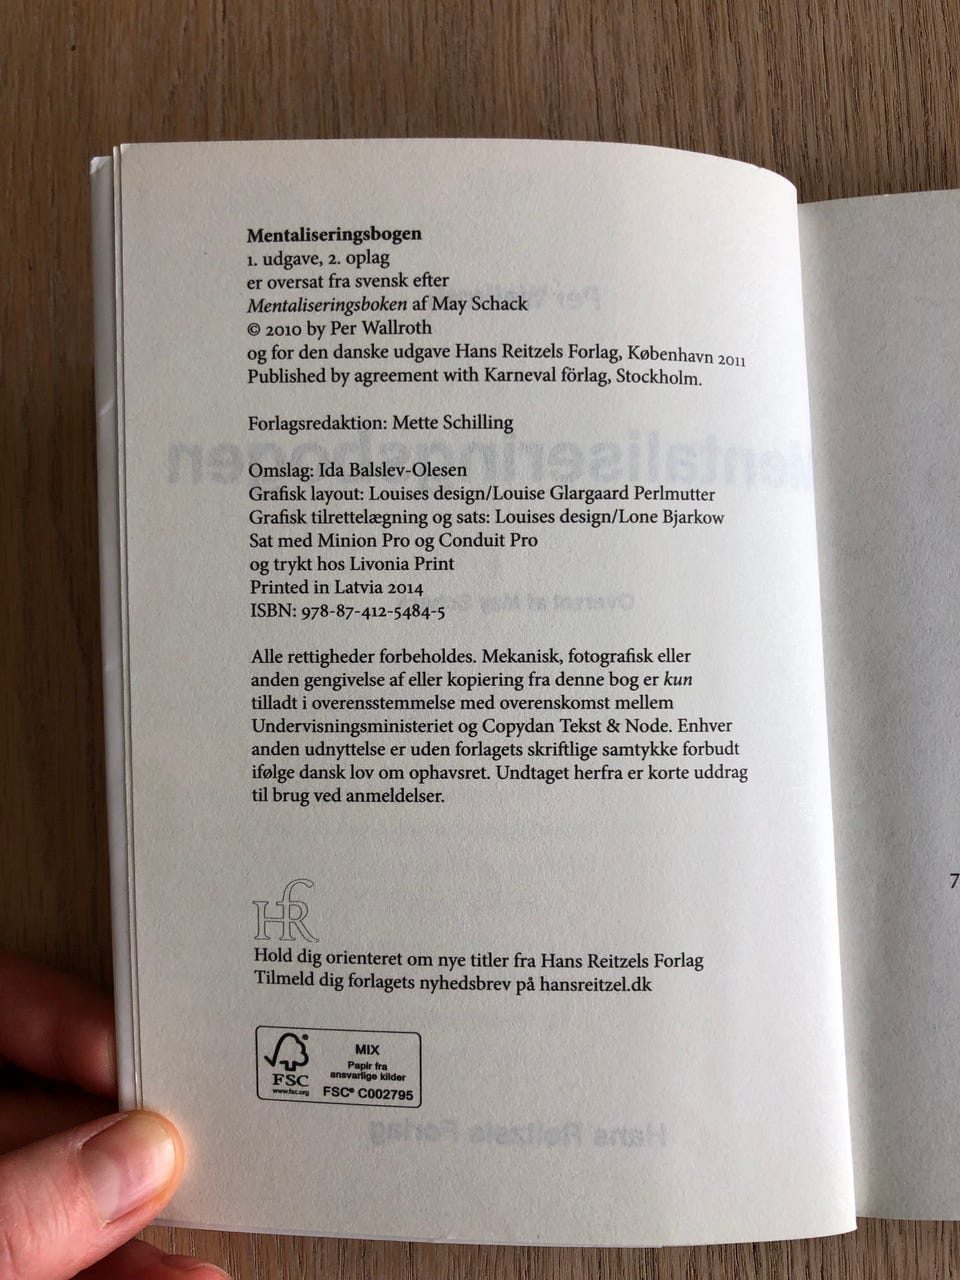 Mentaliseringsbogen
1. udgave, 2. oplag
er oversat fra svensk efter
Mentaliseringsboken af May Schack
© 2010 by Per Wallroth
og for den danske udgave Hans Reitzels Forlag, København 2011
Published by agreement with Karneval förlag, Stockholm.
Forlagsredaktion: Mette Schilling
Omslag: Ida Balslev-Olesen
Grafisk layout: Louises design/Louise Glargaard Perlmutter
Grafisk tilrettelægning og sats: Louises design/Lone Bjarkow
Sat med Minion Pro og Conduit Pro
og trykt hos Livonia Print
Printed in Latvia 2014
ISBN: 978-87-412-5484-5
Alle rettigheder forbeholdes. Mekanisk, fotografisk eller
anden gengivelse af eller kopiering fra denne bog er kun
tilladt i overensstemmelse med overenskomst mellem
Undervisningsministeriet og Copydan Tekst & Node. Enhver
anden udnyttelse er uden forlagets skriftlige samtykke forbudt
ifølge dansk lov om ophavsret. Undtaget herfra er korte uddrag
til brug ved anmeldelser.
HR
Hold dig orienteret om nye titler fra Hans Reitzels Forlag
Tilmeld dig forlagets nyhedsbrev på hansreitzel.dk
MIX
Papir fra
ansvarlige kilder
FSC® C002795
FSC
www.fsc.org
7